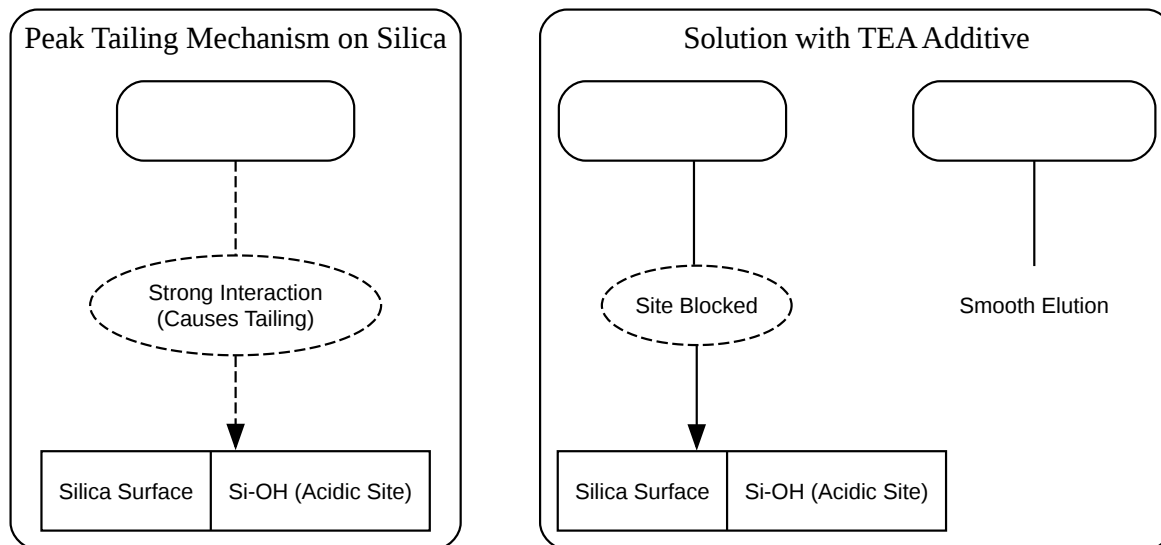 Peak Tailing Mechanism on Silica
Strong Interaction
(Causes Tailing)
Silica Surface
Si-OH (Acidic Site)
Solution with TEA Additive
Site Blocked
Smooth Elution
Silica Surface
Si-OH (Acidic Site)